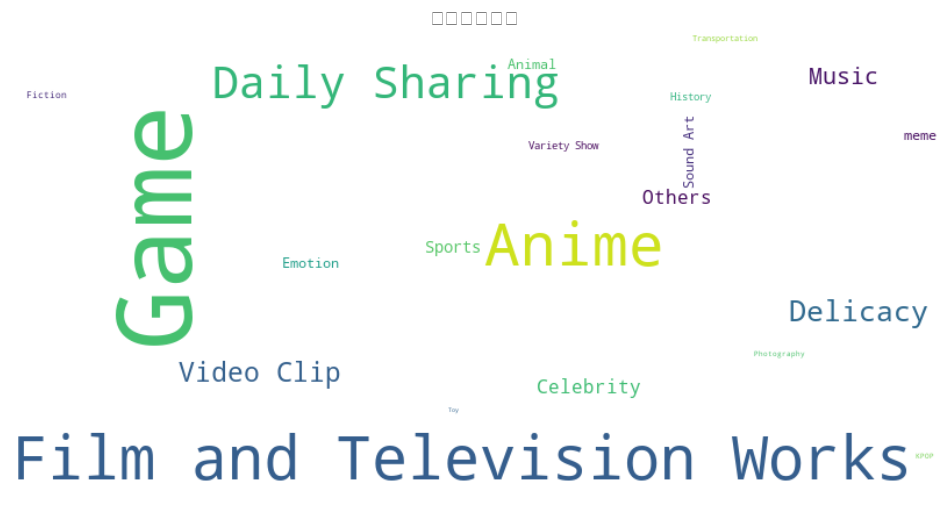 Transportation
Animal
Music
Daily Sharing
Fiction
History
Game
Sound Art
meme
Variety Show
Others
Anime
Sports
Emotion
Delicacy
Photography
Video Clip
Celebrity
Toy
Film and Television Works
KPOP